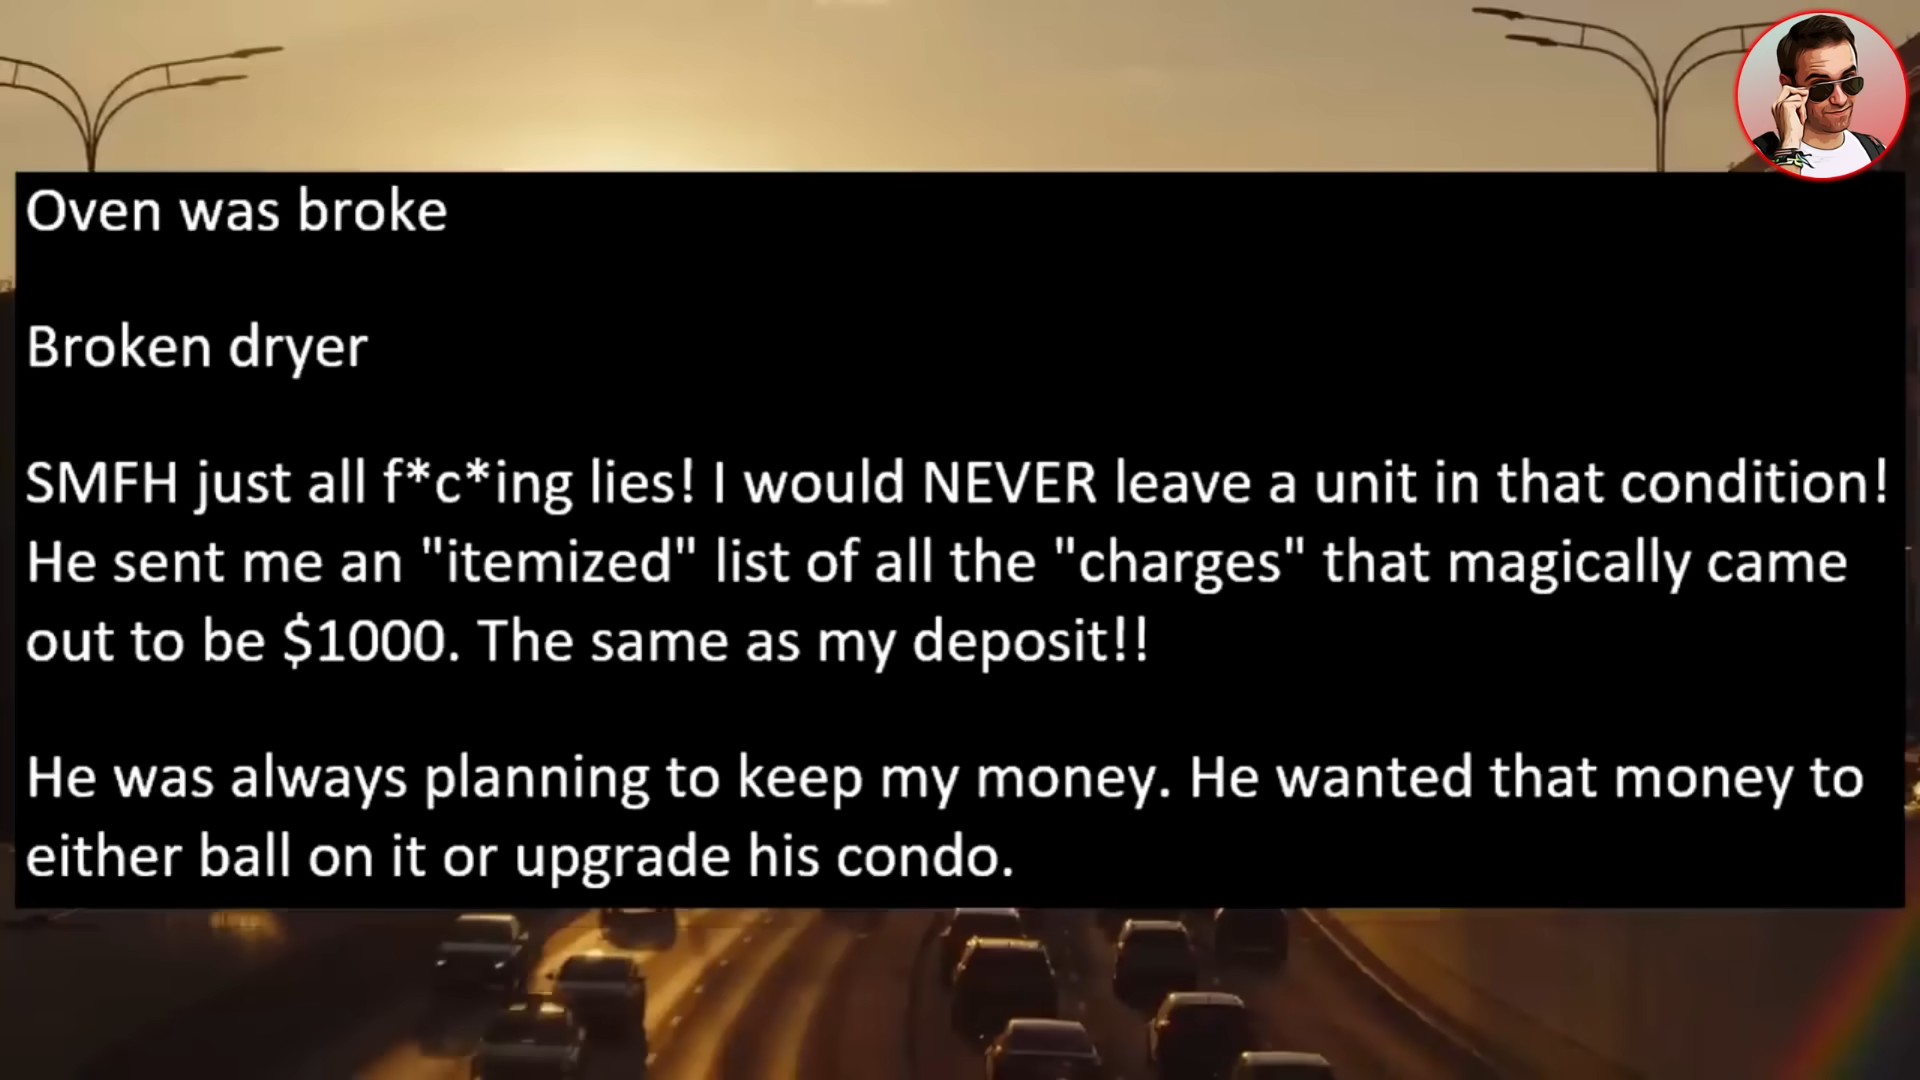 Oven was broke
Broken dryer
SMFH just all f*c*ing lies! I would NEVER leave a unit in that condition!
He sent me an "itemized" list of all the "charges" that magically came
out to be $1000. The same as my deposit!!
He was always planning to keep my money. He wanted that money to
either ball on it or upgrade his condo.